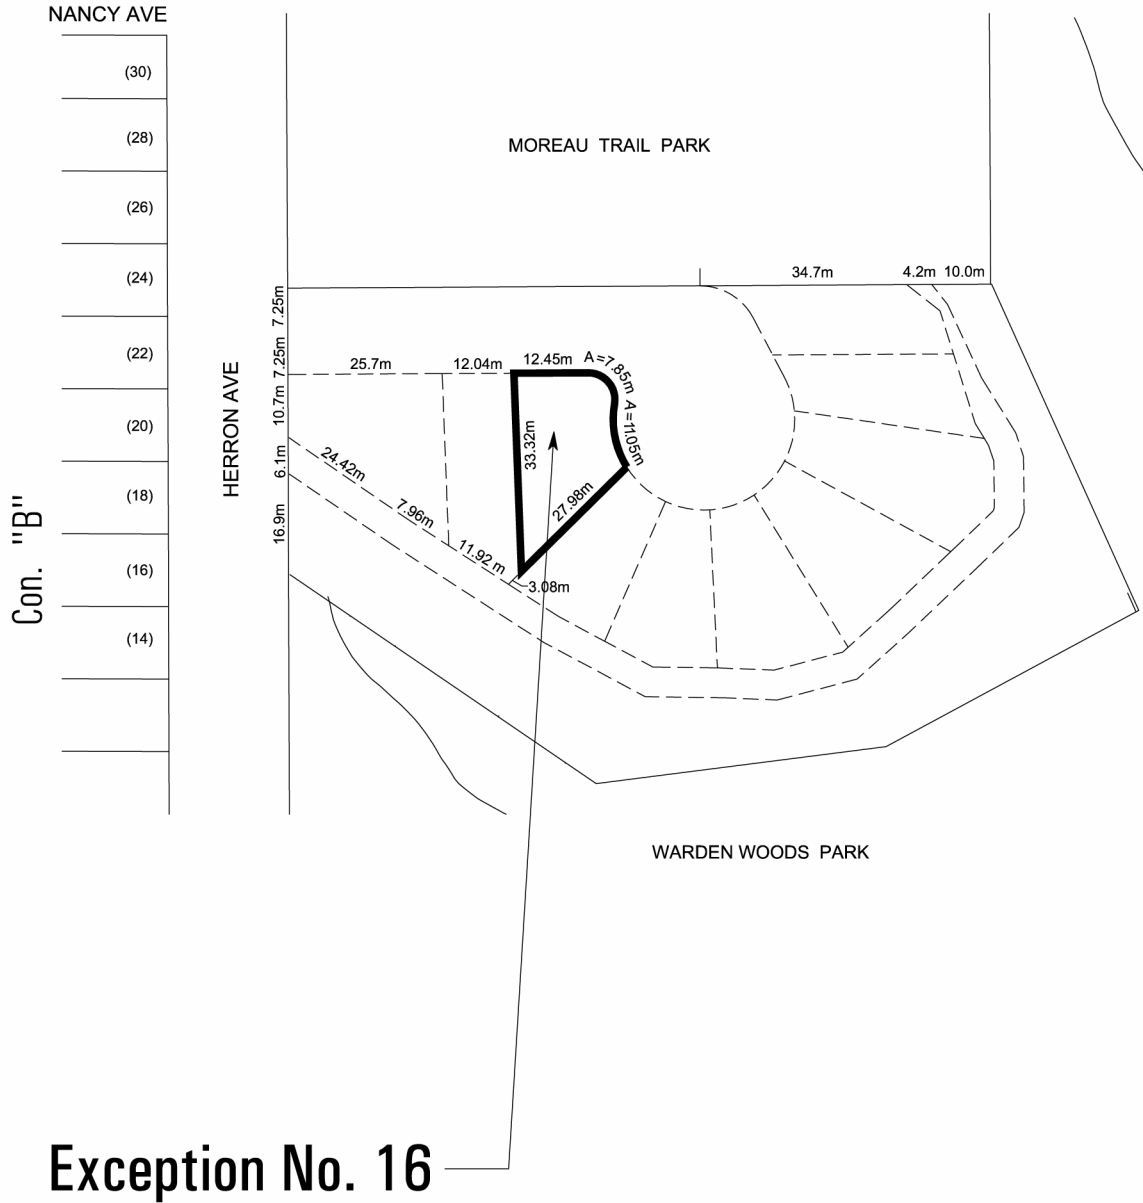 NANCY AVE
(30)
(28)
(26)
(24)
(22)
(20)
(18)
(16)
(14)
Con. "B"
HERRON AVE
MOREAU TRAIL PARK
34.7m
4.2m
10.0m
7.25m
7.25m
10.7m
6.1m
16.9m
25.7m
12.04m
12.45m
A =7.85m
A =11.05m
33.32m
27.98m
24.42m
7.96m
11.92 m
3.08m
WARDEN WOODS PARK
Exception No. 16